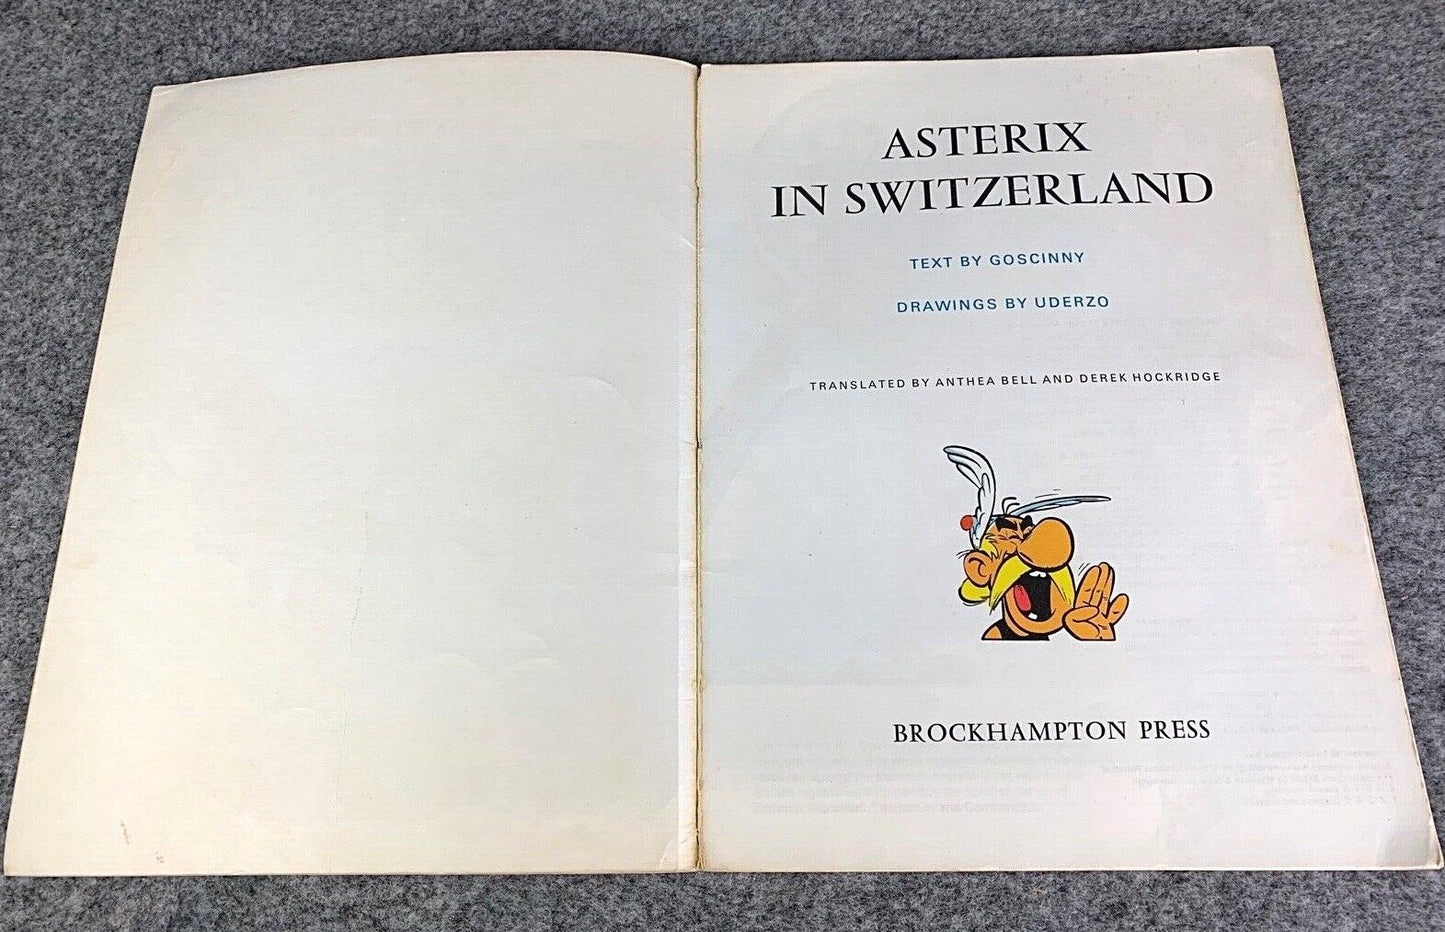 ASTERIX
IN SWITZERLAND
TEXT BY GOSCINNY
DRAWINGS BY UDERZO
TRANSLATED BY ANTHEA BELL AND DEREK HOCKRIDGE
BROCKHAMPTON PRESS